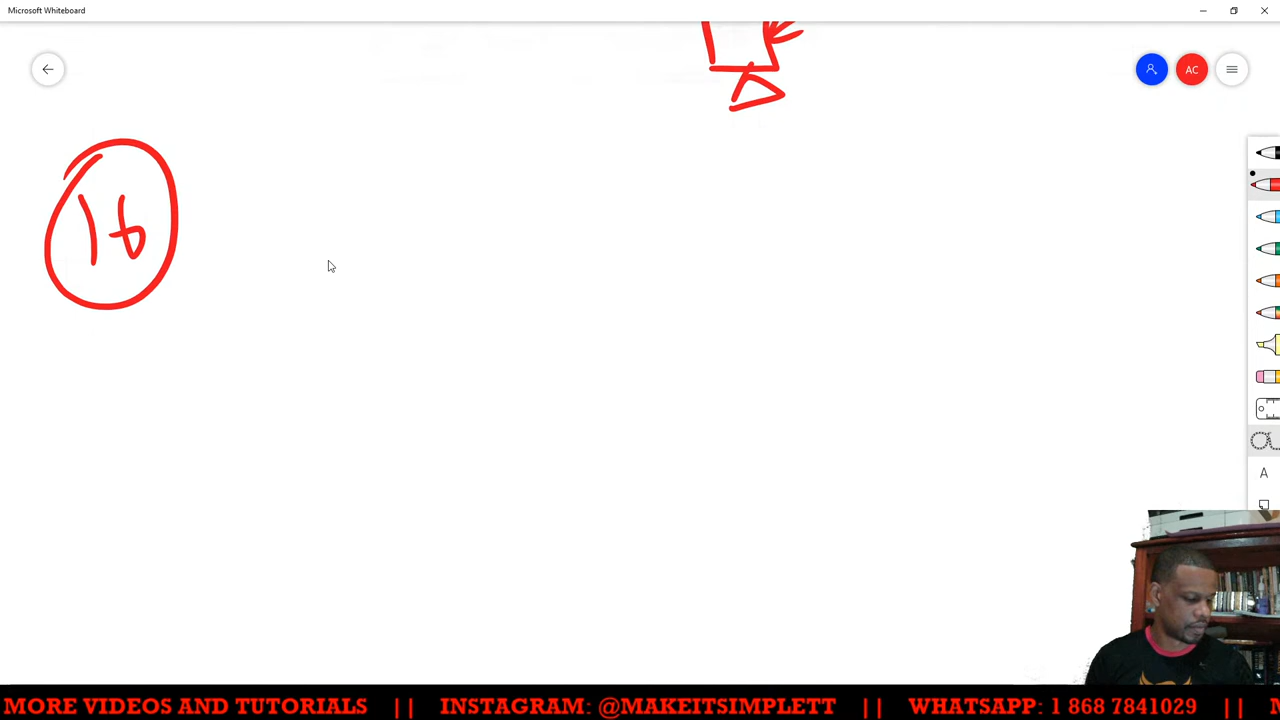 Microsoft Whiteboard
AC
16
A
MORE VIDEOS AND TUTORIALS || INSTAGRAM: @MAKEITSIMPLETT || WHATSAPP: 1 868 7841029 ||